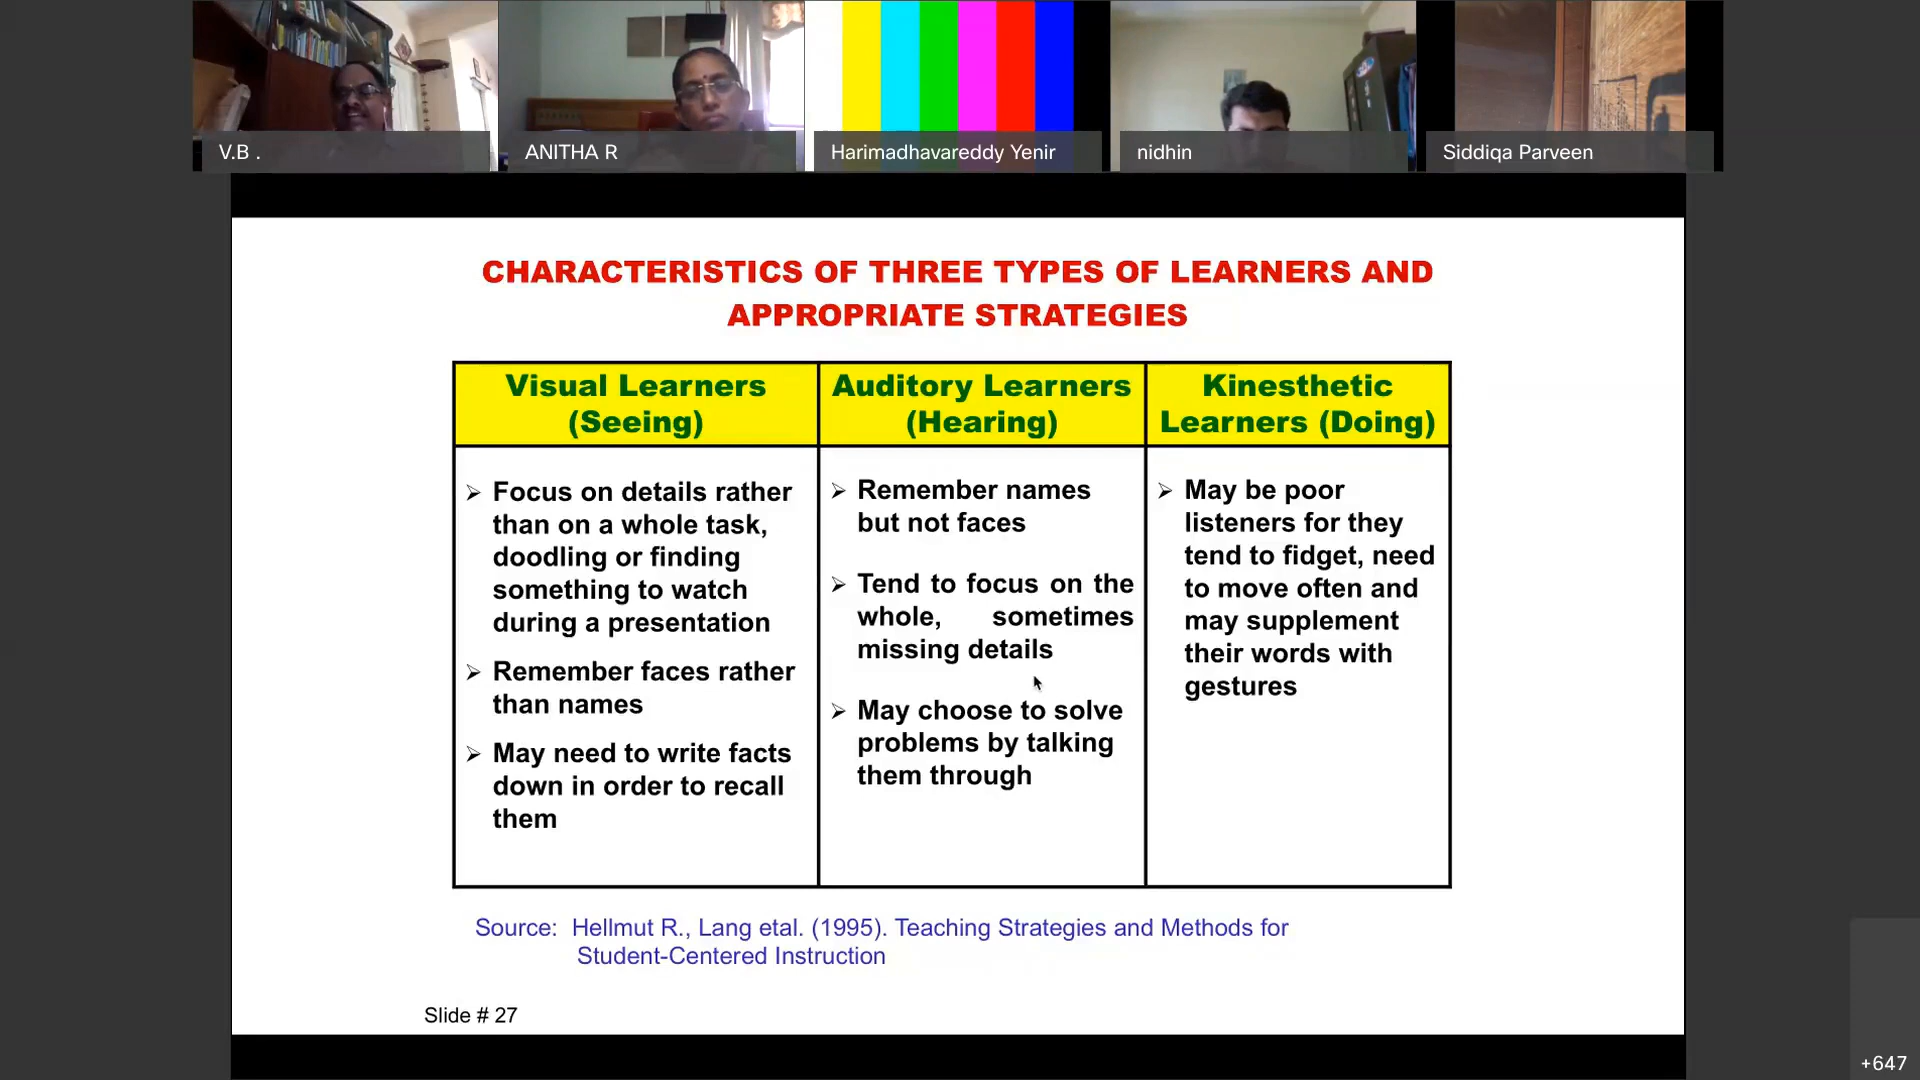 V.B .
ANITHA R
Harimadhavareddy Yenir
nidhin
Siddiqa Parveen
CHARACTERISTICS OF THREE TYPES OF LEARNERS AND
APPROPRIATE STRATEGIES
Visual Learners
(Seeing)
Focus on details rather
than on a whole task,
doodling or finding
something to watch
during a presentation
Remember faces rather
than names
May need to write facts
down in order to recall
them
Auditory Learners
(Hearing)
Remember names
but not faces
Tend to focus on the
whole, sometimes
missing details
May choose to solve
problems by talking
them through
Kinesthetic
Learners (Doing)
May be poor
listeners for they
tend to fidget, need
to move often and
may supplement
their words with
gestures
Source: Hellmut R., Lang etal. (1995). Teaching Strategies and Methods for
Student-Centered Instruction
Slide # 27
+647